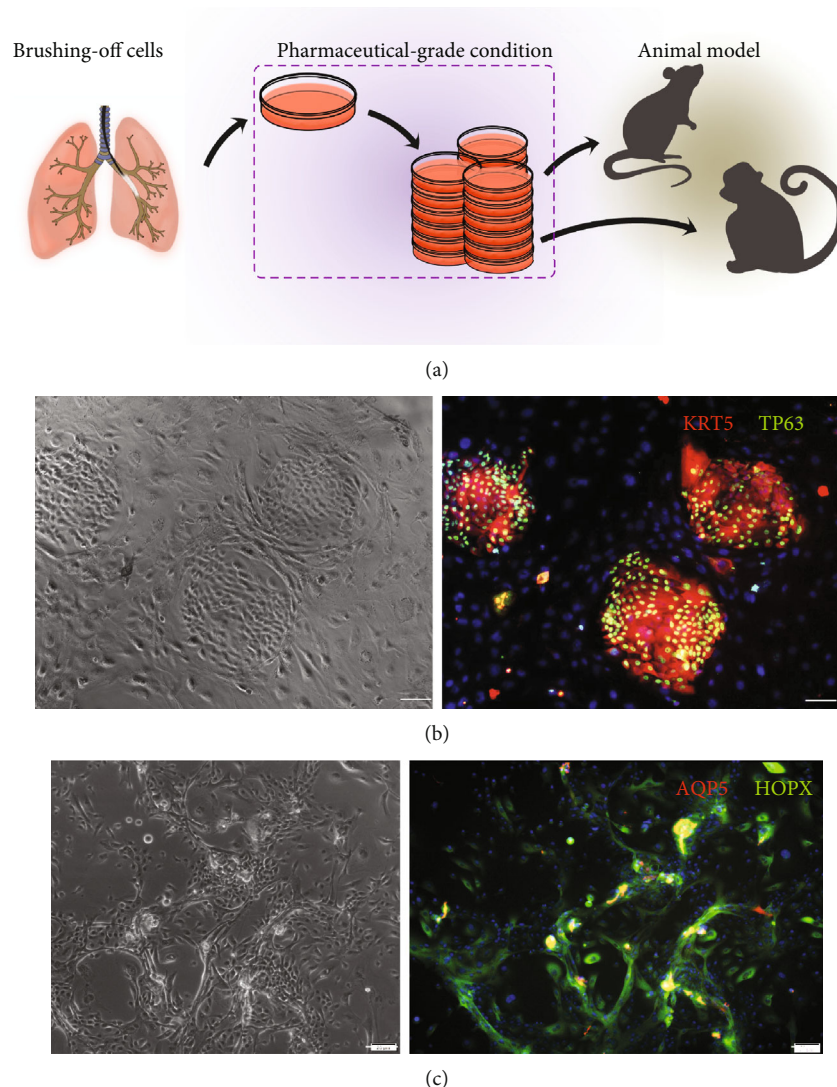 Brushing-off cells
Pharmaceutical-grade condition
Animal model
(a)
KRT5 TP63
(b)
AQP5 HOPX
(c)